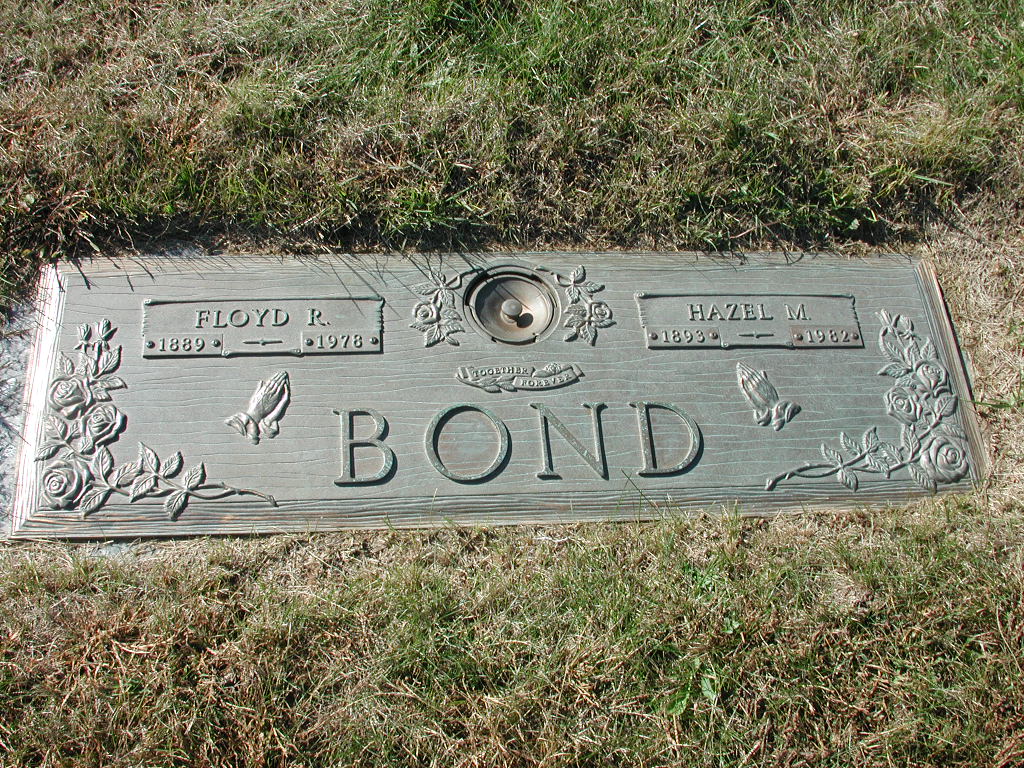 FLOYD R.
1889 – 1978
HAZEL M.
1893 – 1982
TOGETHER
FOREVER
BOND